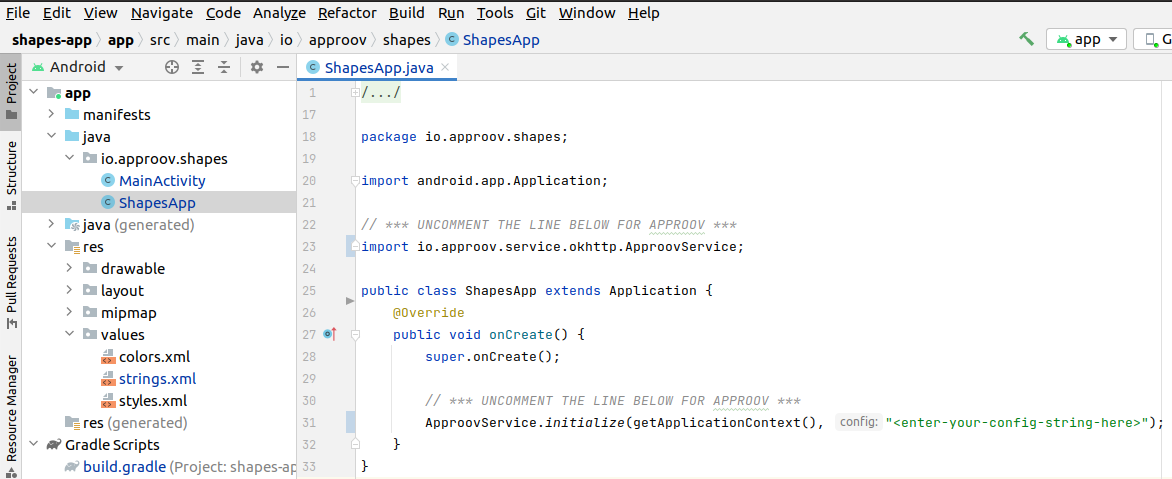 File Edit View Navigate Code Analyze Refactor Build Run Tools Git Window Help
shapes-app app src main java io approov shapes C ShapesApp app G
Project
Structure
Pull Requests
Resource Manager
Android
app
manifests
java
io.approov.shapes
C MainActivity
C ShapesApp
java (generated)
res
drawable
layout
mipmap
values
colors.xml
strings.xml
styles.xml
res (generated)
Gradle Scripts
build.gradle (Project: shapes-ap
C ShapesApp.java
1 /.../
17
18 package io.approov.shapes;
19
20 import android.app.Application;
21
22 // *** UNCOMMENT THE LINE BELOW FOR APPROOV ***
23 import io.approov.service.okhttp.ApproovService;
24
25 public class ShapesApp extends Application {
26 @Override
27 public void onCreate() {
28 super.onCreate();
29
30 // *** UNCOMMENT THE LINE BELOW FOR APPROOV ***
31 ApproovService.initialize(getApplicationContext(), config: "<enter-your-config-string-here>");
32 }
33 }